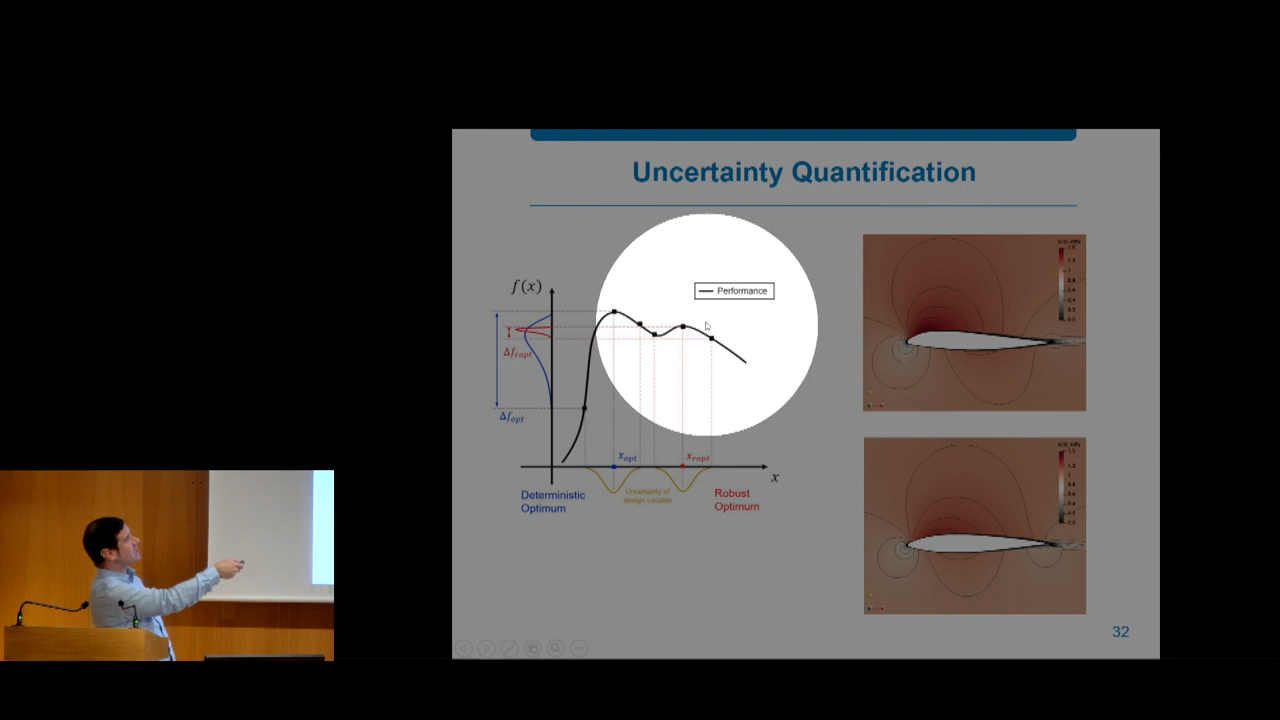 Uncertainty Quantification
f(x)
Performance
Δf_ropt
Δf_opt
x_opt
x_ropt
x
Deterministic
Optimum
Uncertainty of
design variable
Robust
Optimum
32